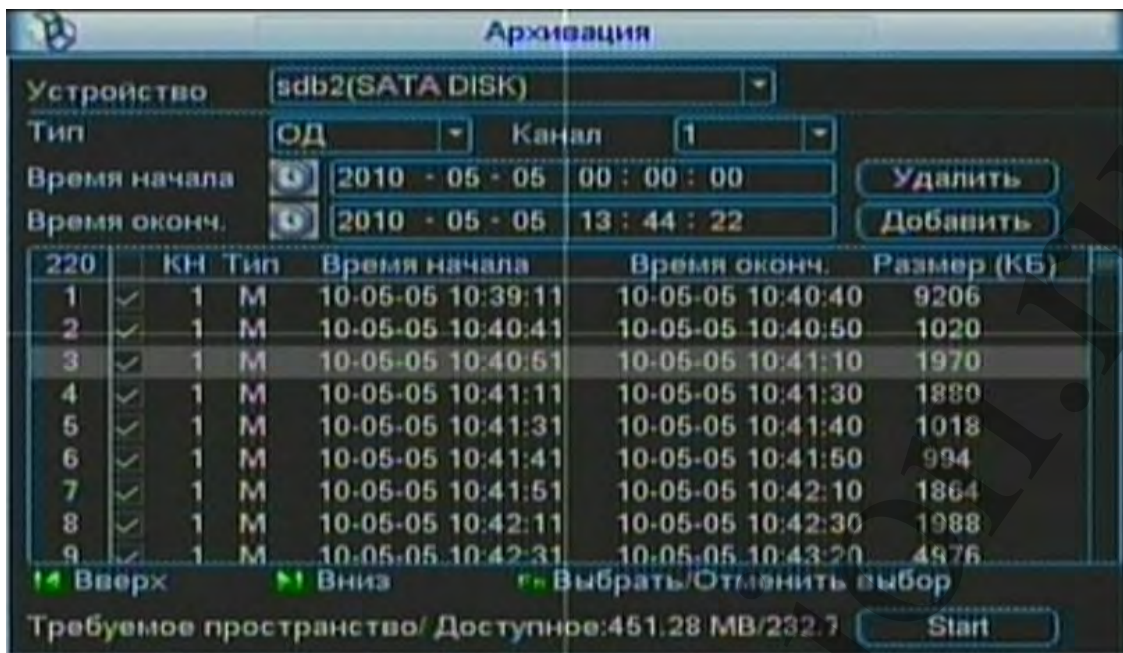 Архивация
Устройство sdb2(SATA DISK)
Тип ОД Канал 1
Время начала 2010 - 05 - 05 00 : 00 : 00 Удалить
Время оконч. 2010 - 05 - 05 13 : 44 : 22 Добавить
220 КН Тип Время начала Время оконч. Размер (КБ)
1 1 М 10-05-05 10:39:11 10-05-05 10:40:40 9206
2 1 М 10-05-05 10:40:41 10-05-05 10:40:50 1020
3 1 М 10-05-05 10:40:51 10-05-05 10:41:10 1970
4 1 М 10-05-05 10:41:11 10-05-05 10:41:30 1880
5 1 М 10-05-05 10:41:31 10-05-05 10:41:40 1018
6 1 М 10-05-05 10:41:41 10-05-05 10:41:50 994
7 1 М 10-05-05 10:41:51 10-05-05 10:42:10 1864
8 1 М 10-05-05 10:42:11 10-05-05 10:42:30 1988
9 1 М 10-05-05 10:42:31 10-05-05 10:43:20 4976
Вверх Вниз Выбрать/Отменить выбор
Требуемое пространство/ Доступное:451.28 MB/232.7 Start